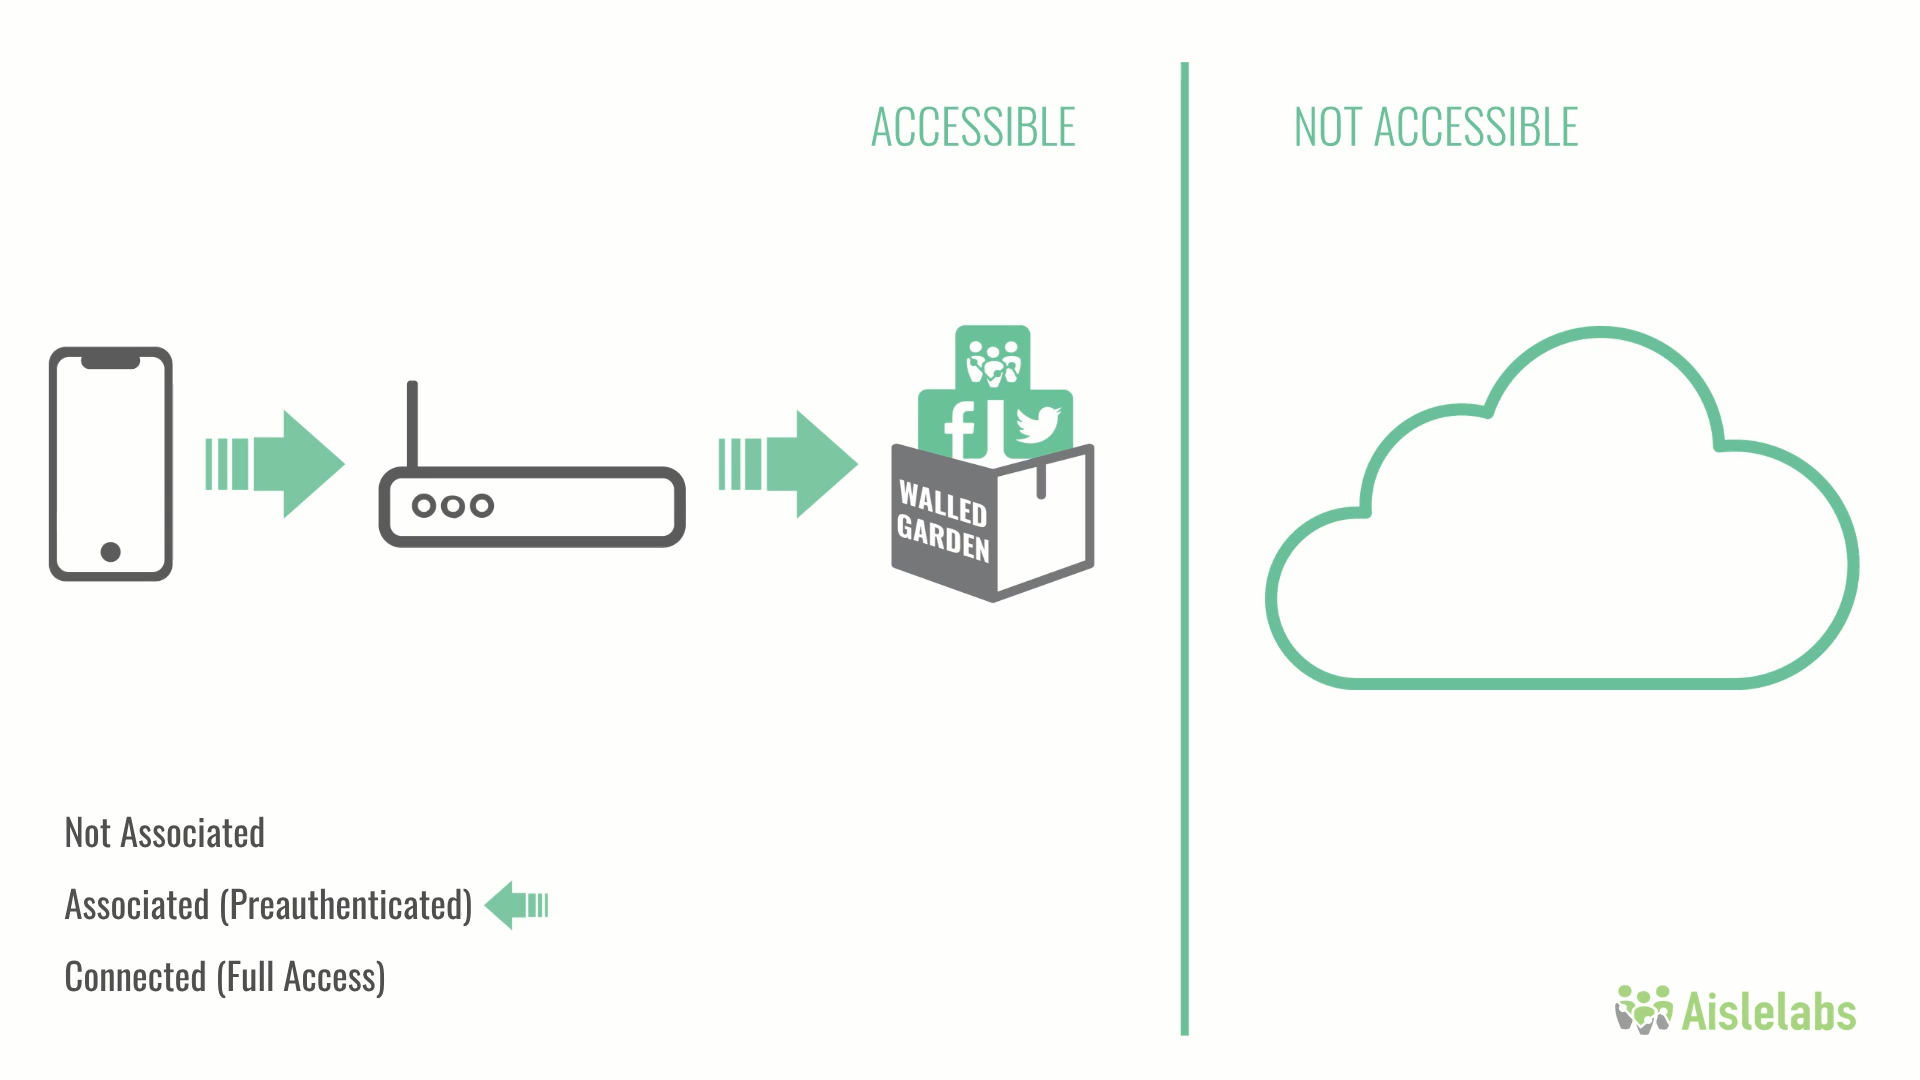 ACCESSIBLE
NOT ACCESSIBLE
WALLED
GARDEN
Not Associated
Associated (Preauthenticated)
Connected (Full Access)
Aislelabs